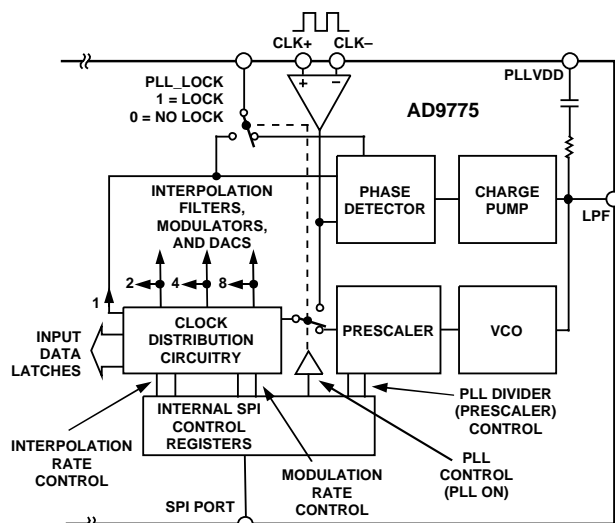 CLK+ CLK–
PLLVDD
PLL_LOCK
1 = LOCK
0 = NO LOCK
+ –
AD9775
INTERPOLATION
FILTERS,
MODULATORS,
AND DACS
PHASE
DETECTOR
CHARGE
PUMP
LPF
2 4 8
1
CLOCK
DISTRIBUTION
CIRCUITRY
PRESCALER
VCO
INPUT
DATA
LATCHES
INTERNAL SPI
CONTROL
REGISTERS
PLL DIVIDER
(PRESCALER)
CONTROL
INTERPOLATION
RATE
CONTROL
MODULATION
RATE
CONTROL
PLL
CONTROL
(PLL ON)
SPI PORT